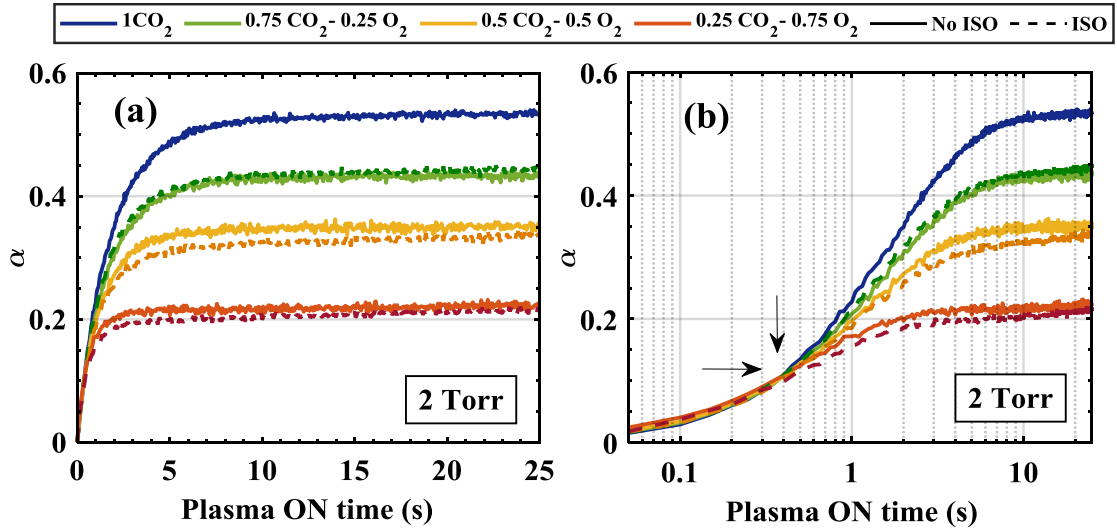 1CO₂ 0.75 CO₂ - 0.25 O₂ 0.5 CO₂ - 0.5 O₂ 0.25 CO₂ - 0.75 O₂ No ISO ISO
0.6
0.4
0.2
0
α
(a)
2 Torr
0 5 10 15 20 25
Plasma ON time (s)
0.6
0.4
0.2
0
α
(b)
2 Torr
0.1 1 10
Plasma ON time (s)